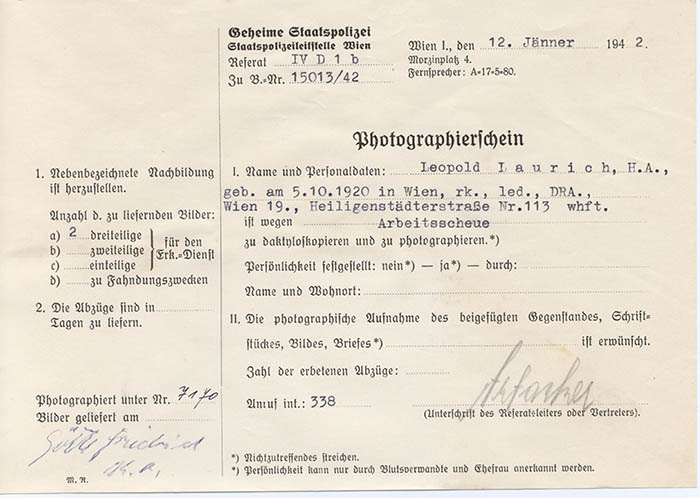 Geheime Staatspolizei
Staatspolizeileitstelle Wien
Referat IV D 1 b
Zu B.=Nr. 15013/42
Wien I., den 12. Jänner 1942.
Morzinplatz 4.
Fernsprecher: A=17=5=80.
Photographierschein
1. Nebenbezeichnete Nachbildung
ist herzustellen.
Anzahl d. zu liefernden Bilder:
a) 2 dreiteilige
b) zweiteilige
c) einteilige
für den
Erk.=Dienst
d) zu Fahndungszwecken
2. Die Abzüge sind in
Tagen zu liefern.
Photographiert unter Nr. 7170
Bilder geliefert am
M. R.
I. Name und Personaldaten: Leopold Laurich, H.A.,
geb. am 5.10.1920 in Wien, rk., led., DRA.,
Wien 19., Heiligenstädterstraße Nr.113 whft.
ist wegen Arbeitsscheue
zu daktyloskopieren und zu photographieren.*)
Persönlichkeit festgestellt: nein*) — ja*) — durch:
Name und Wohnort:
II. Die photographische Aufnahme des beigefügten Gegenstandes, Schrift=
stückes, Bildes, Briefes*) ist erwünscht.
Zahl der erbetenen Abzüge:
Anruf int.: 338
(Unterschrift des Referatsleiters oder Vertreters).
*) Nichtzutreffendes streichen.
*) Persönlichkeit kann nur durch Blutsverwandte und Ehefrau anerkannt werden.